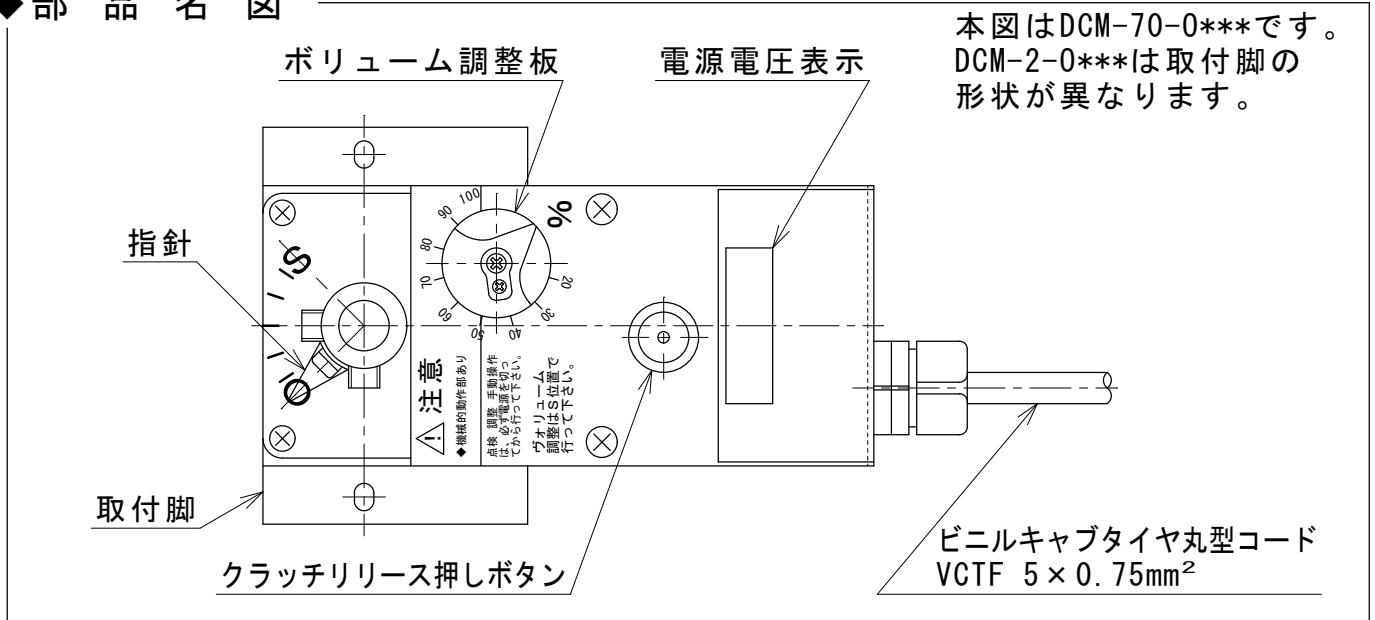 ◆部品名図
本図はDCM-70-0***です。
DCM-2-0***は取付脚の
形状が異なります。
ボリューム調整板
電源電圧表示
指針
取付脚
クラッチリリース押しボタン
ビニルキャブタイヤ丸型コード
VCTF 5×0.75mm²
S
O
100
90
80
70
60
50
40
30
20
%
注意
◆機械的動作部あり
点検 調整 手動操作
は、必ず電源を切っ
てから行って下さい。
ヴォリューム
調整はS位置で
行って下さい。